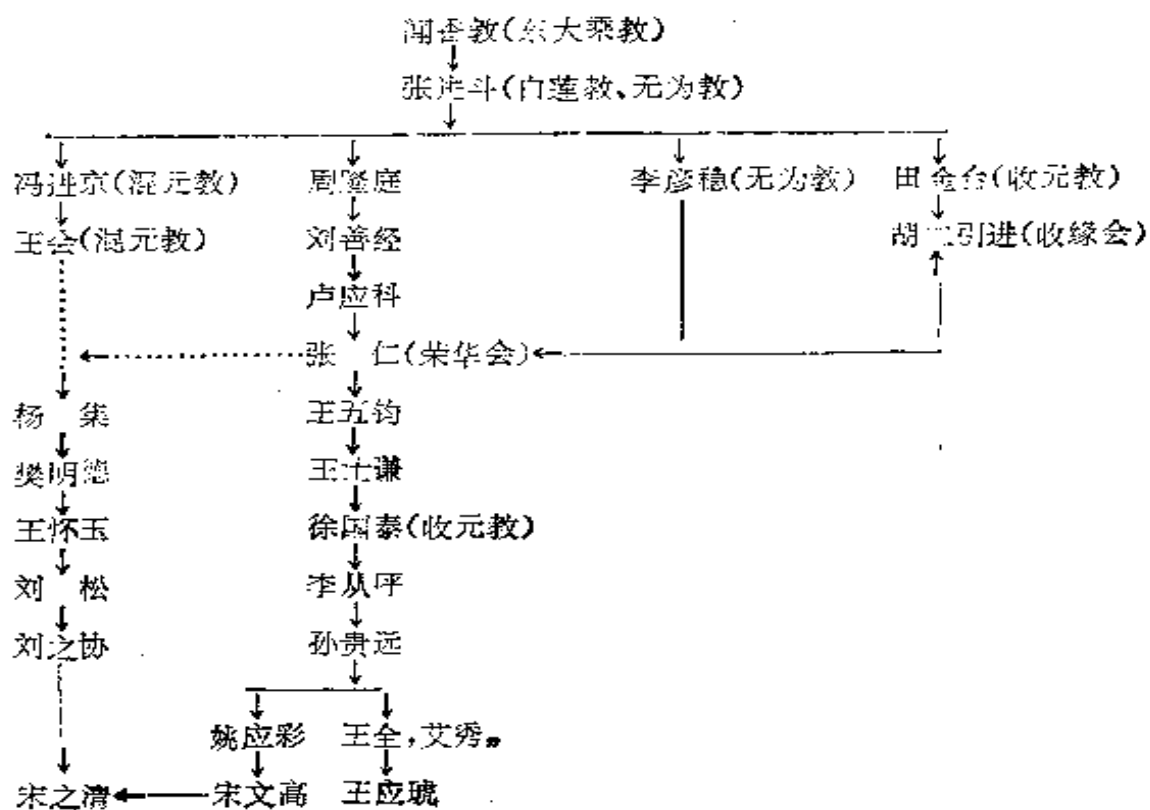 闻香教(东大乘教)
张进斗(白莲教、无为教)
冯进京(混元教) 周隆庭 李彦稳(无为教) 田金台(收元教)
王会(混元教) 刘善经 胡二引进(收缘会)
卢应科
张 仁(荣华会)
杨 集 王五钧
樊明德 王士谦
王怀玉 徐国泰(收元教)
刘 松 李从呼
刘之协 孙贵远
姚应彩 王全,艾秀。
宋之清 宋文高 王应琥